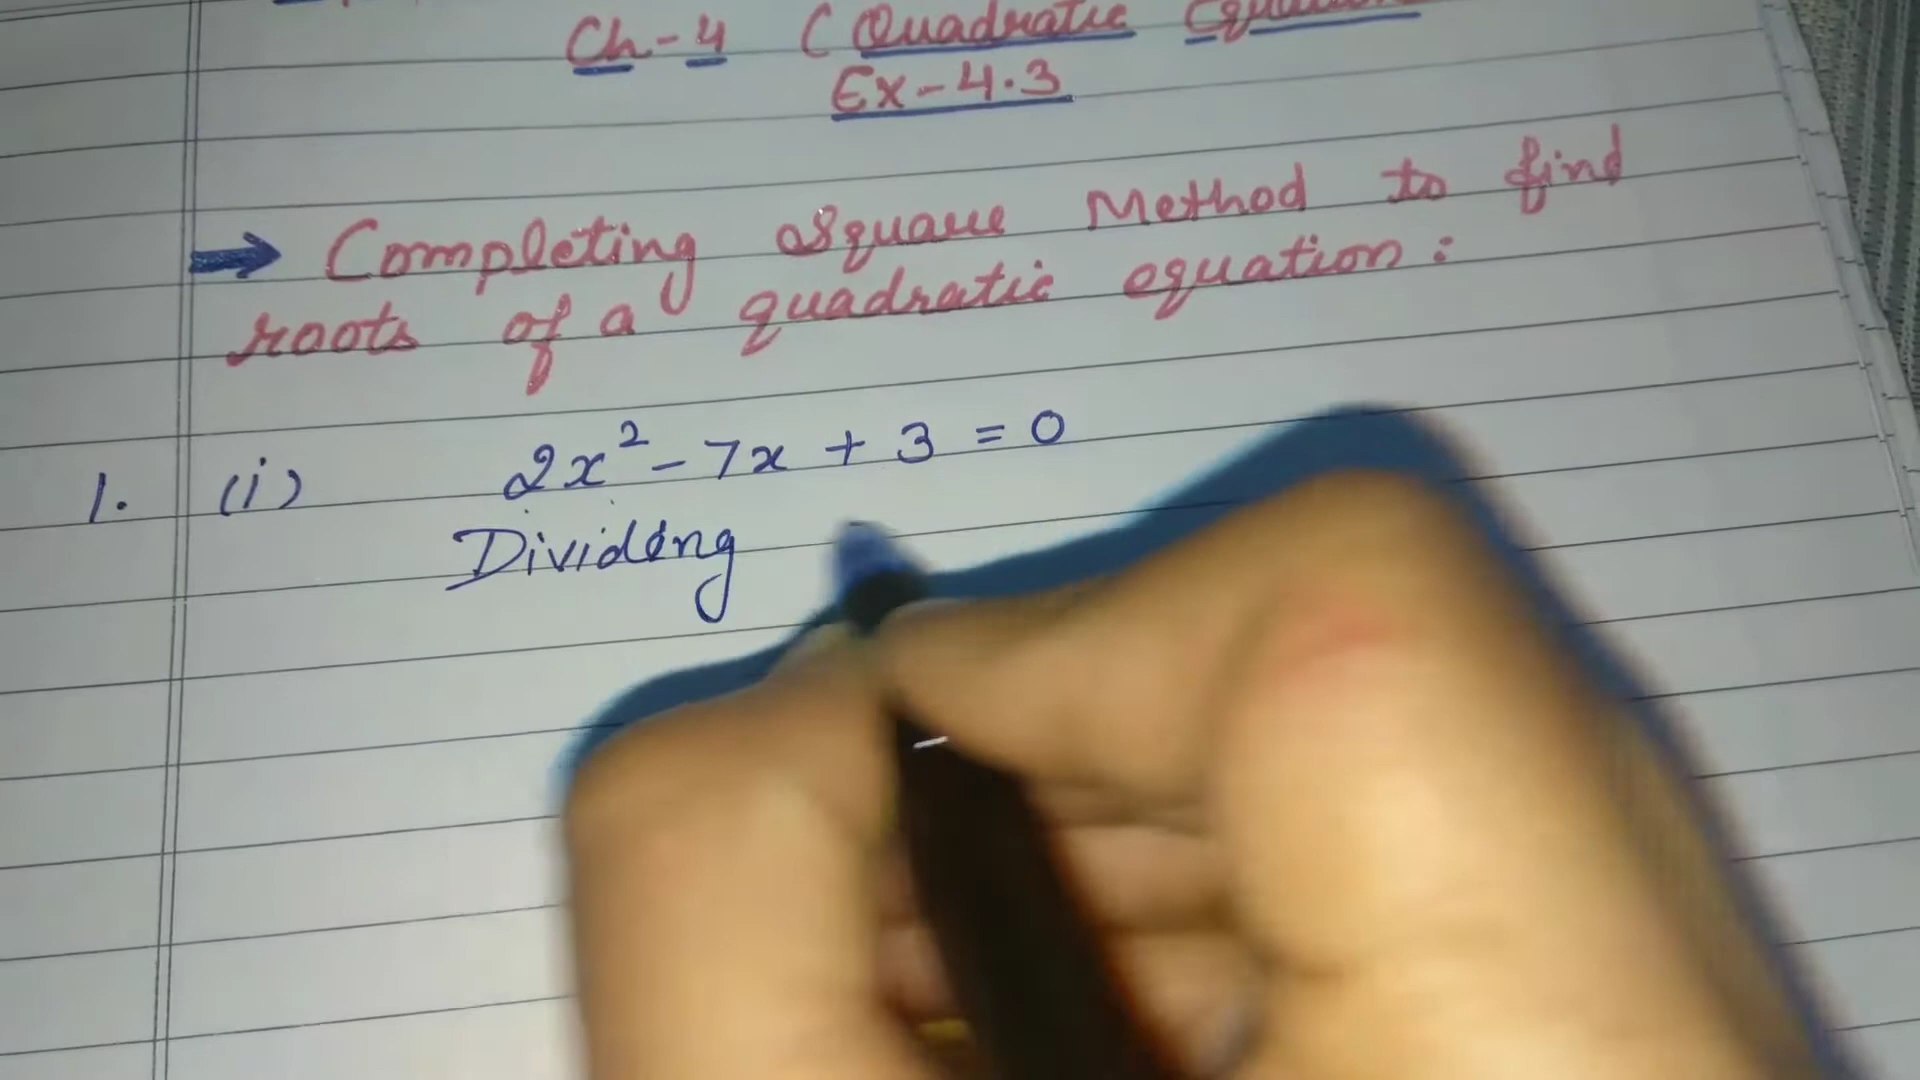 Ch-4 (Quadratic
Ex-4.3
Completing square Method to find
roots of a quadratic equation:
1. (i) 2x² - 7x + 3 = 0
Dividing